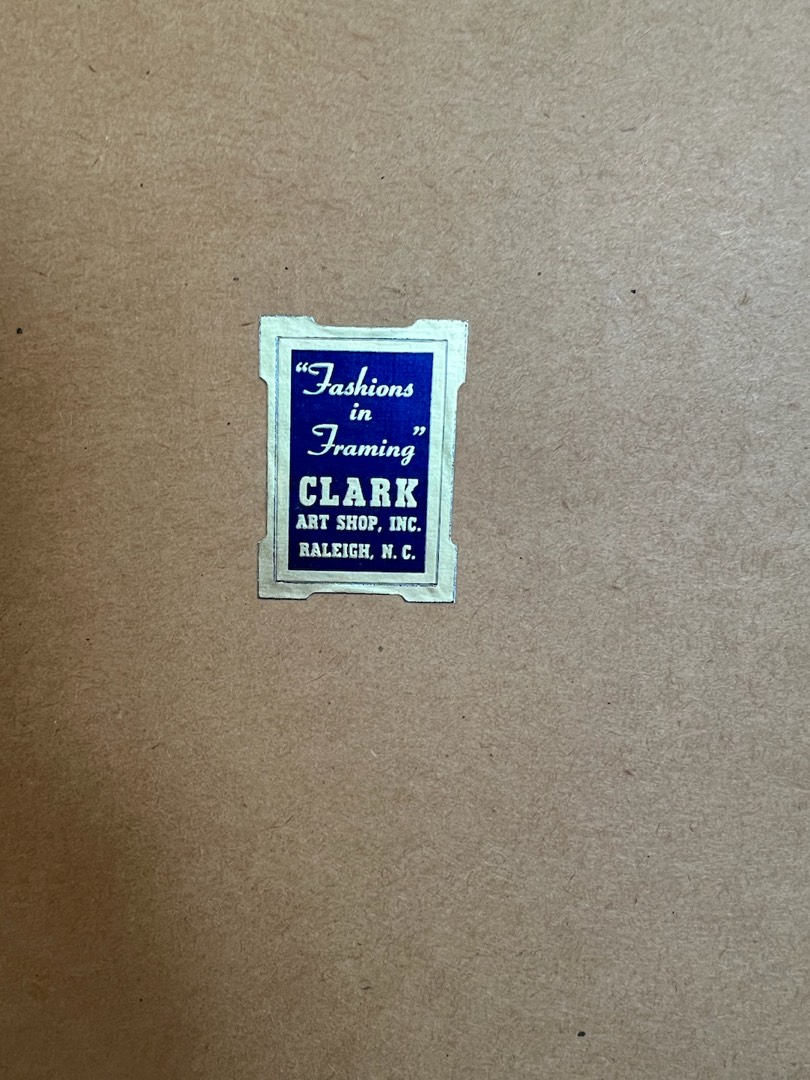 “Fashions
in
Framing”
CLARK
ART SHOP, INC.
RALEIGH, N. C.